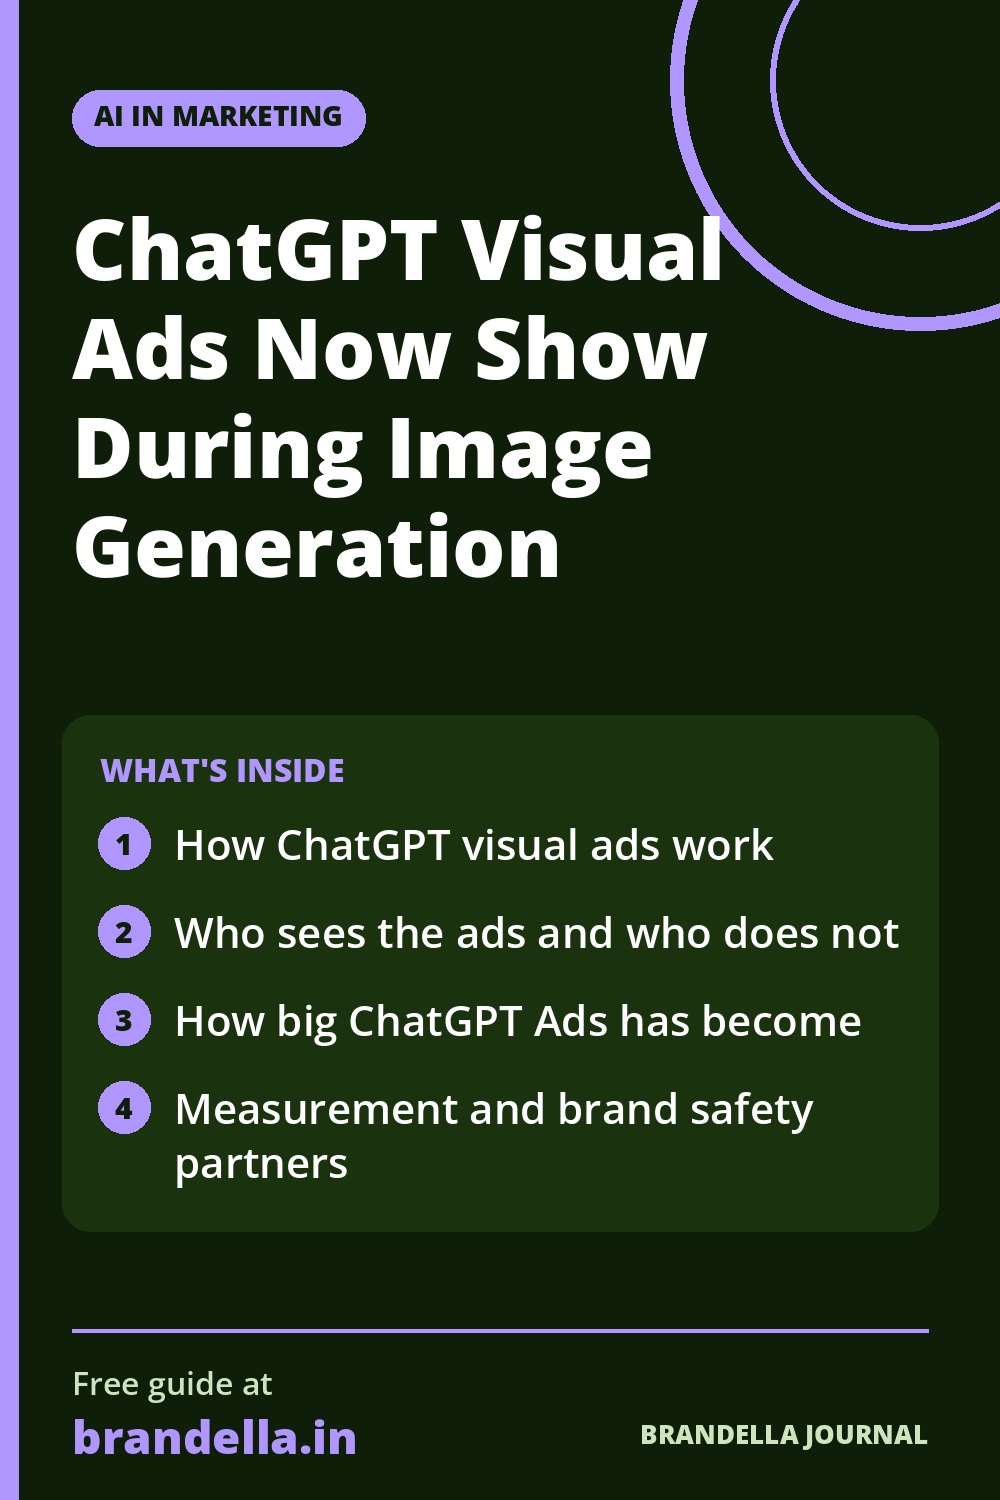 AI IN MARKETING
ChatGPT Visual
Ads Now Show
During Image
Generation
WHAT'S INSIDE
1 How ChatGPT visual ads work
2 Who sees the ads and who does not
3 How big ChatGPT Ads has become
4 Measurement and brand safety
partners
Free guide at
brandella.in
BRANDELLA JOURNAL